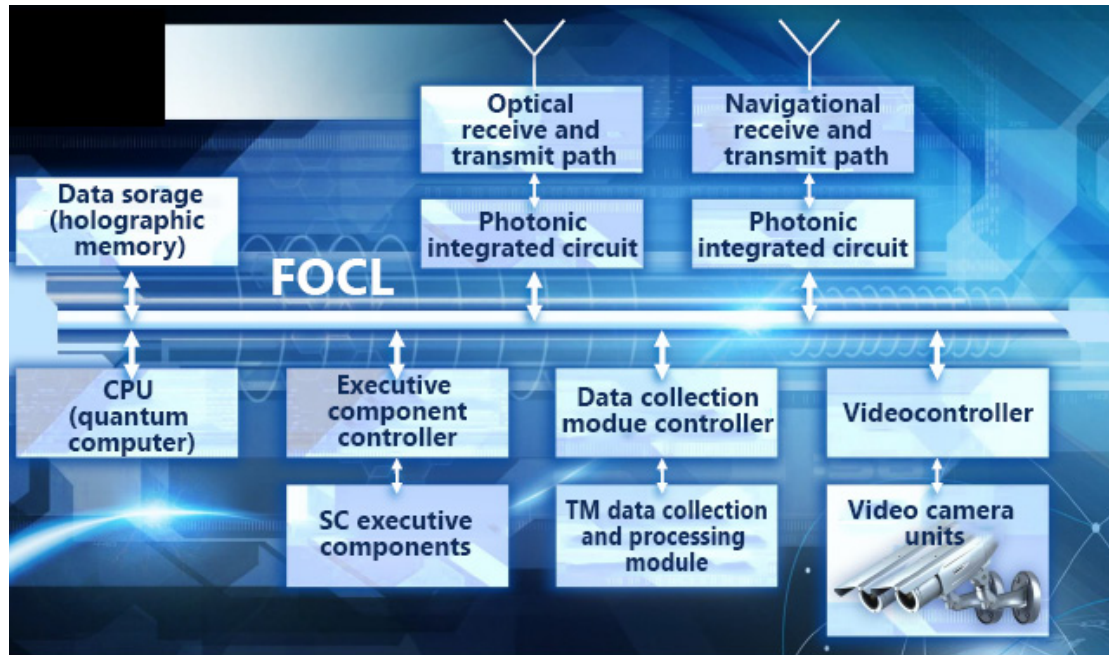 Optical
receive and
transmit path
Navigational
receive and
transmit path
Data sorage
(holographic
memory)
Photonic
integrated circuit
Photonic
integrated circuit
FOCL
CPU
(quantum
computer)
Executive
component
controller
Data collection
modue controller
Videocontroller
SC executive
components
TM data collection
and processing
module
Video camera
units